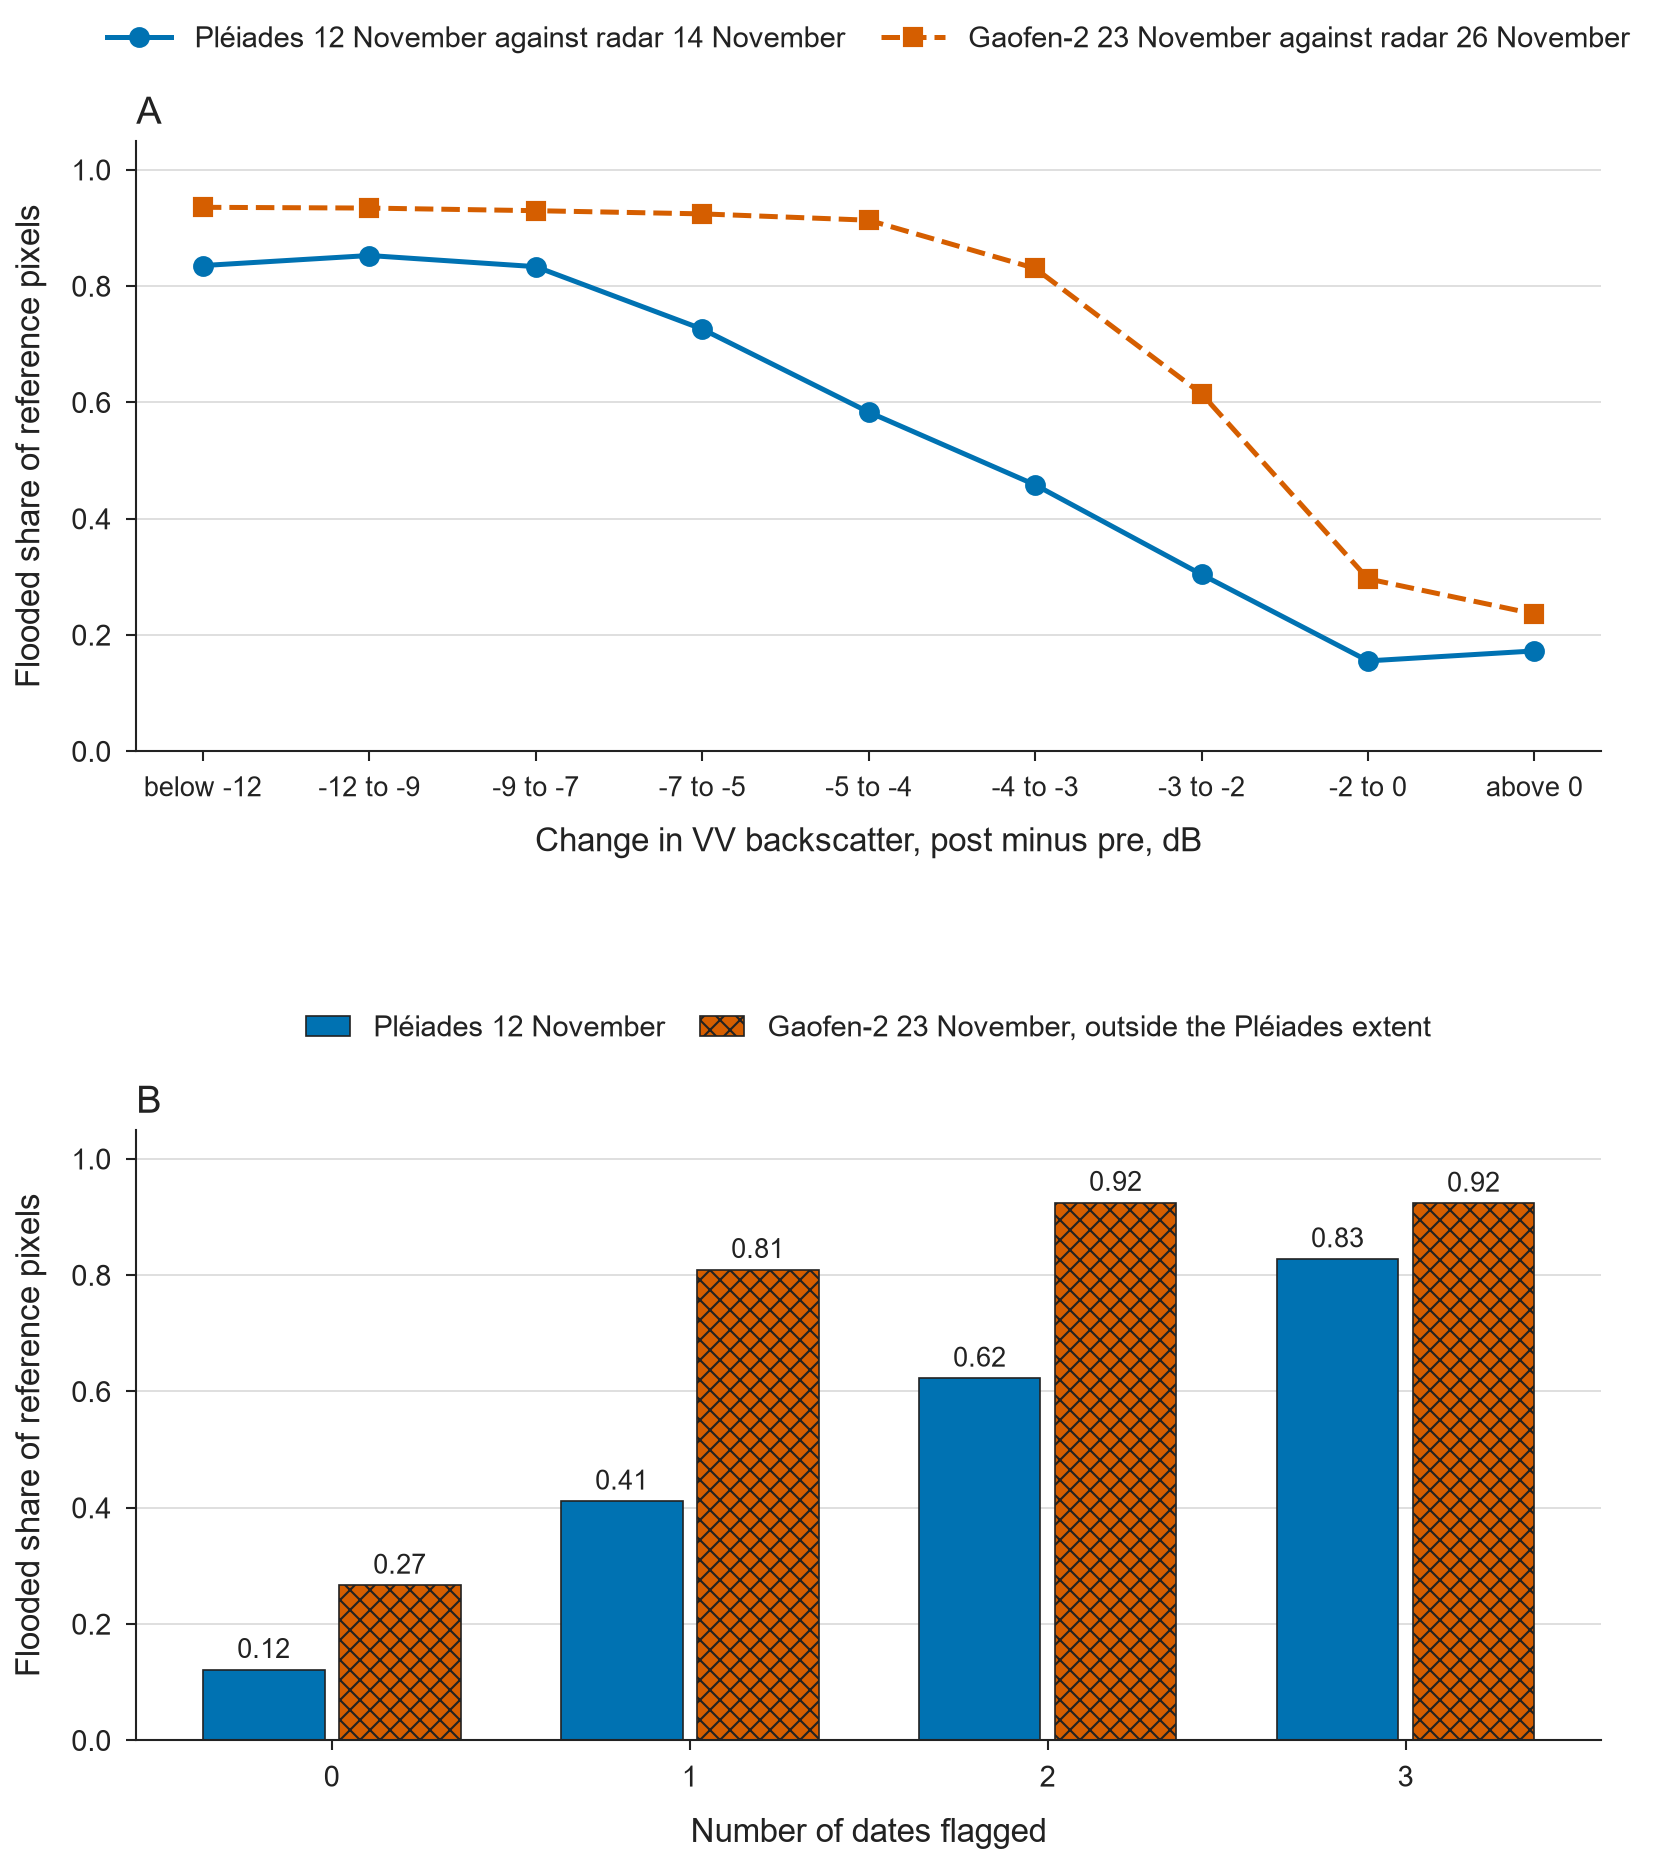 Pléiades 12 November against radar 14 November
Gaofen-2 23 November against radar 26 November
A
Flooded share of reference pixels
1.0
0.8
0.6
0.4
0.2
0.0
below -12
-12 to -9
-9 to -7
-7 to -5
-5 to -4
-4 to -3
-3 to -2
-2 to 0
above 0
Change in VV backscatter, post minus pre, dB
Pléiades 12 November
Gaofen-2 23 November, outside the Pléiades extent
B
Flooded share of reference pixels
1.0
0.8
0.6
0.4
0.2
0.0
0.12
0.27
0.41
0.81
0.62
0.92
0.83
0.92
0
1
2
3
Number of dates flagged